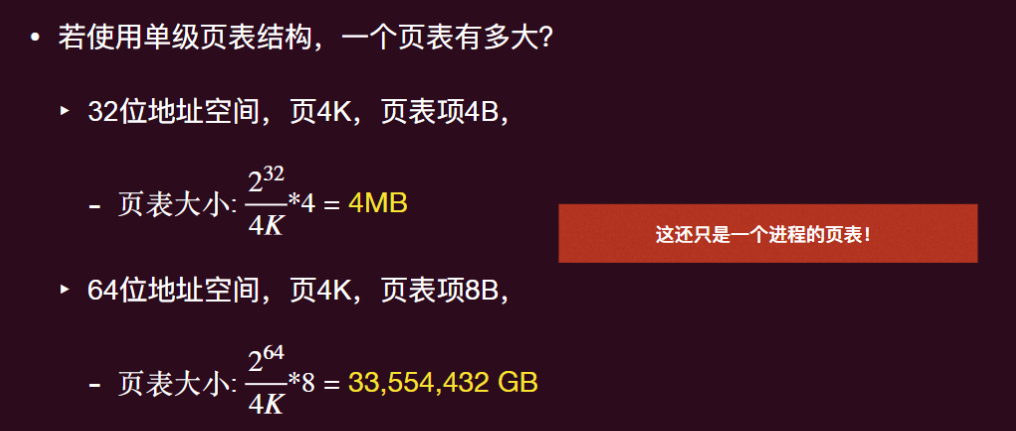 • 若使用单级页表结构，一个页表有多大？
‣ 32位地址空间，页4K，页表项4B，
- 页表大小: \frac{2^{32}}{4K}*4 = 4MB
这还只是一个进程的页表！
‣ 64位地址空间，页4K，页表项8B，
- 页表大小: \frac{2^{64}}{4K}*8 = 33,554,432 GB